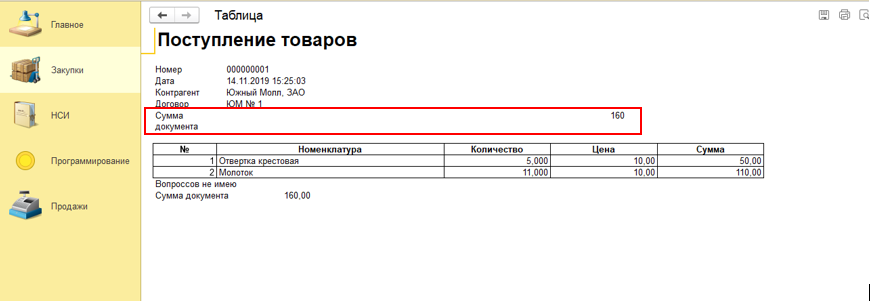 Таблица
Главное
Закупки
НСИ
Программирование
Продажи
Поступление товаров
Номер 000000001
Дата 14.11.2019 15:25:03
Контрагент Южный Молл, ЗАО
Договор ЮМ № 1
Сумма 160
документа
№ Номенклатура Количество Цена Сумма
1 Отвертка крестовая 5,000 10,00 50,00
2 Молоток 11,000 10,00 110,00
Вопроссов не имею
Сумма документа 160,00